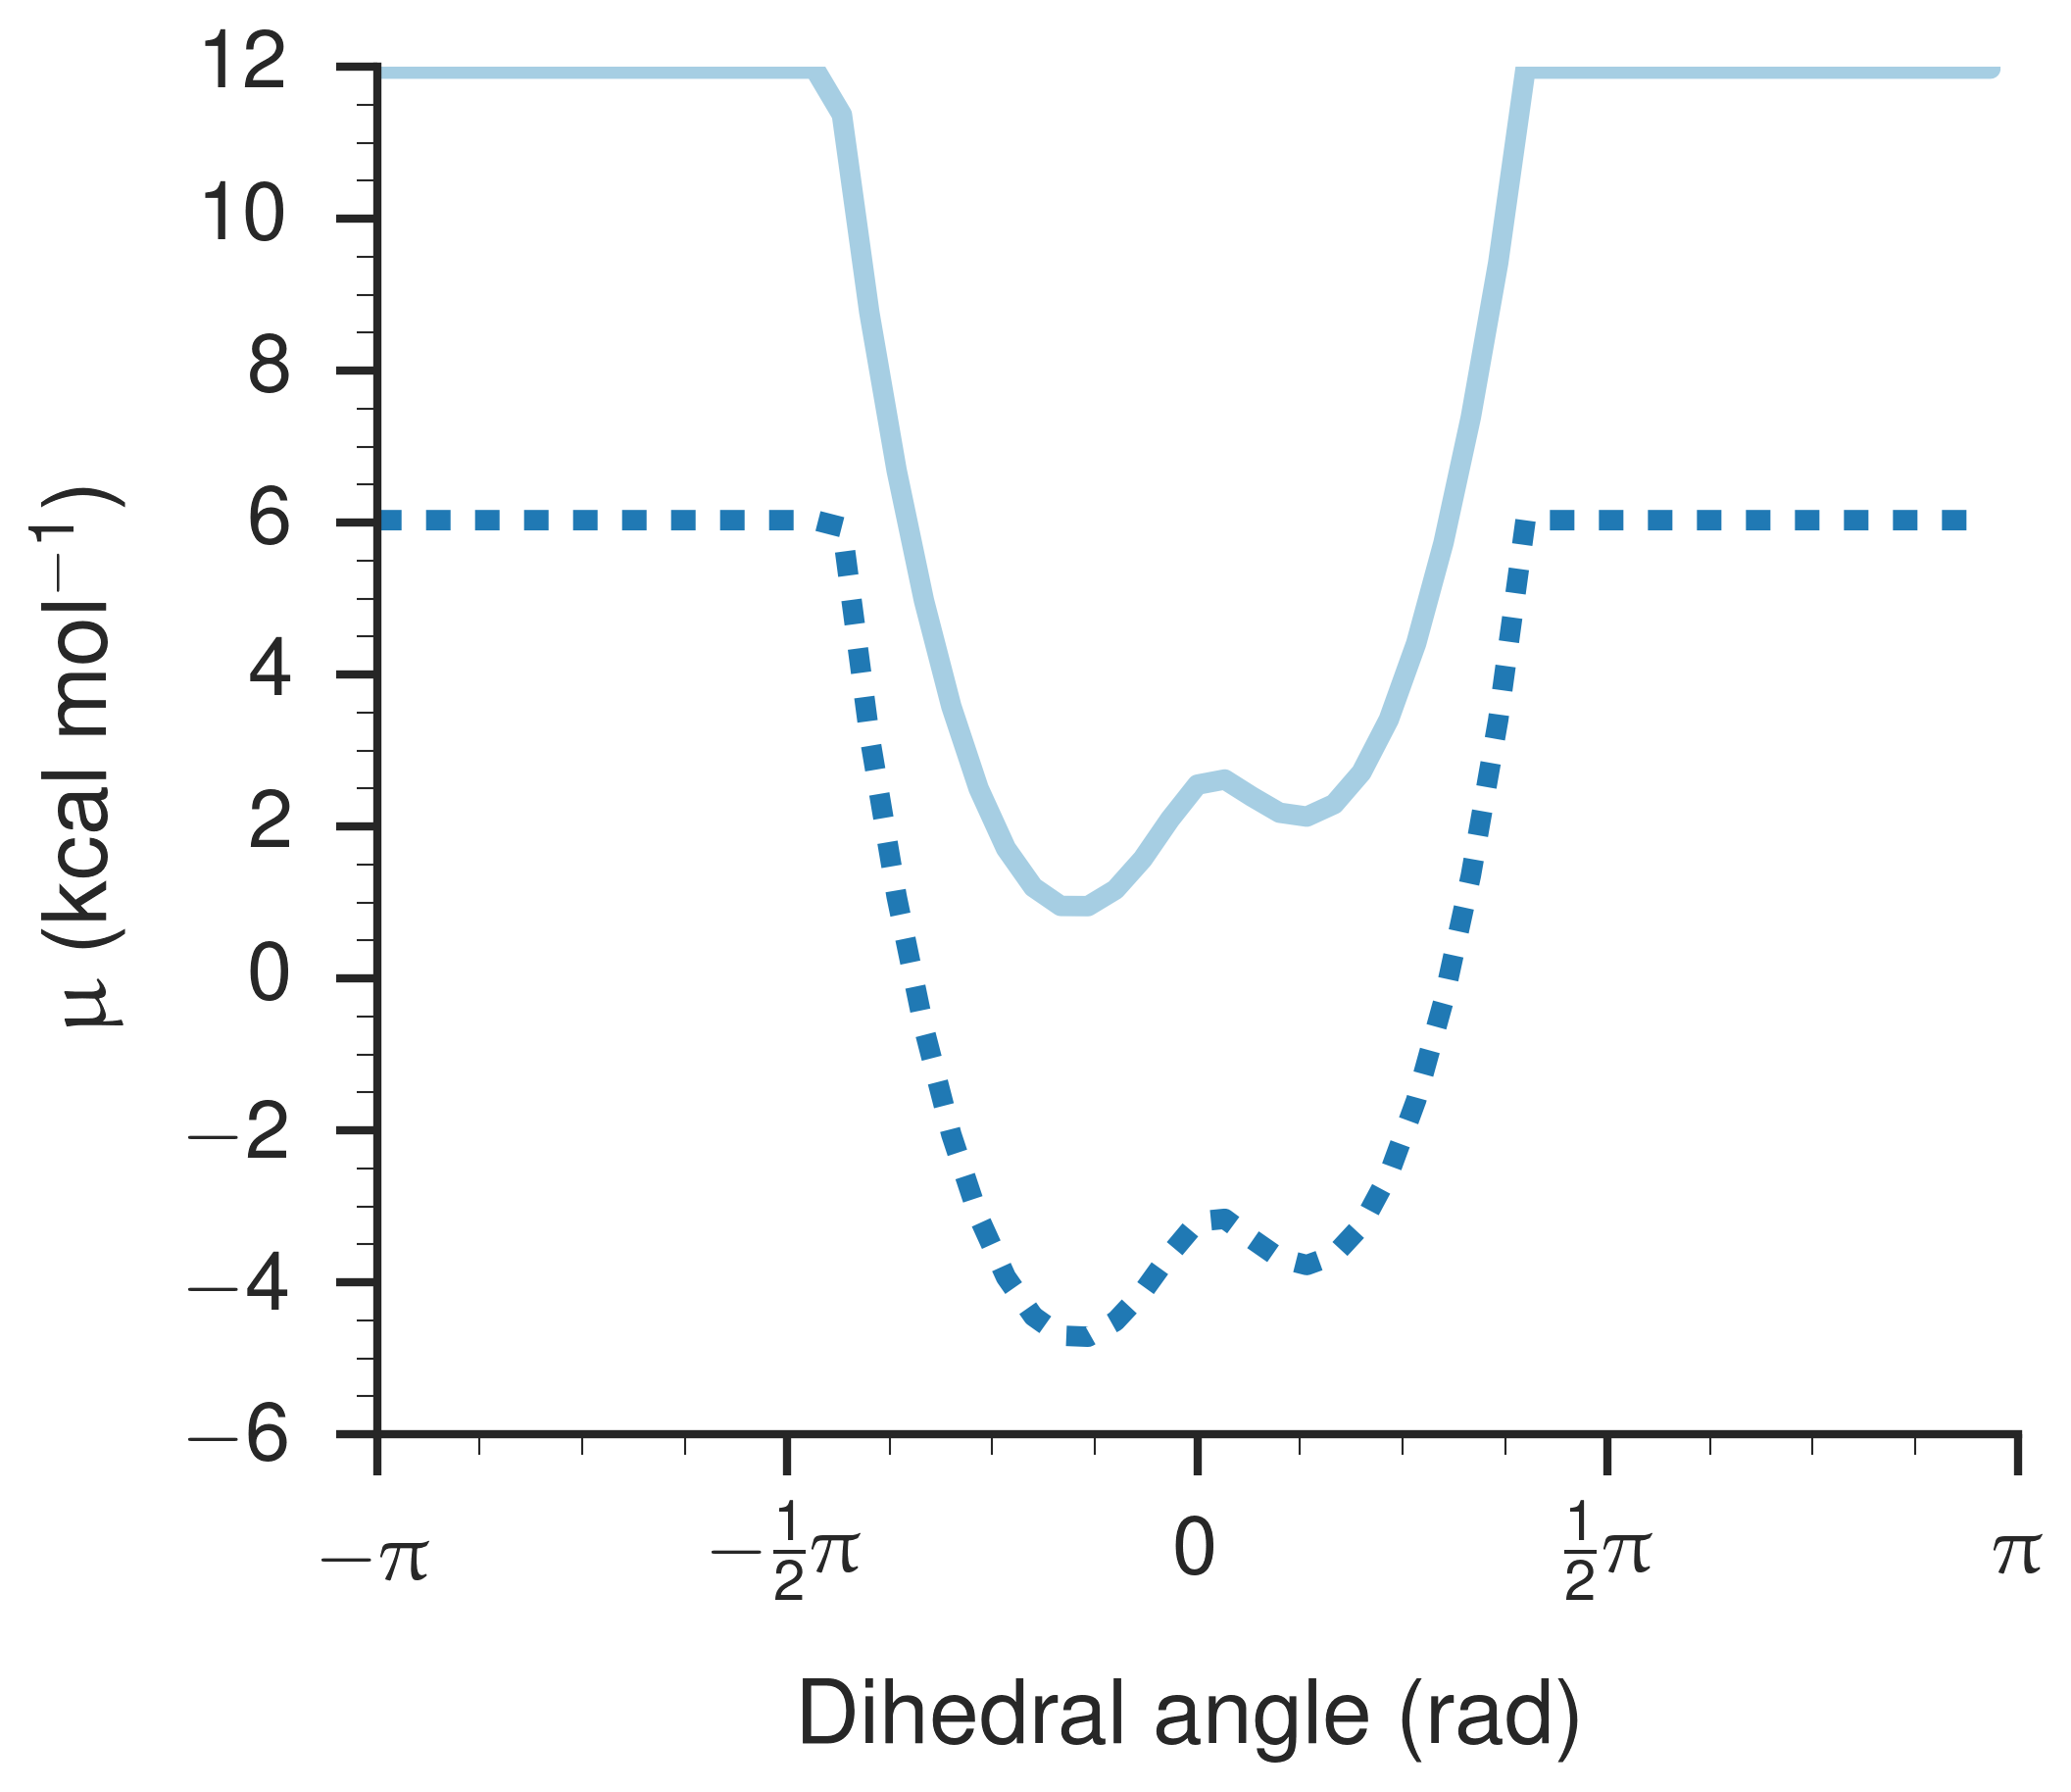 12
10
8
6
4
2
0
−2
−4
−6
μ (kcal mol⁻¹)
−π
−½π
0
½π
π
Dihedral angle (rad)